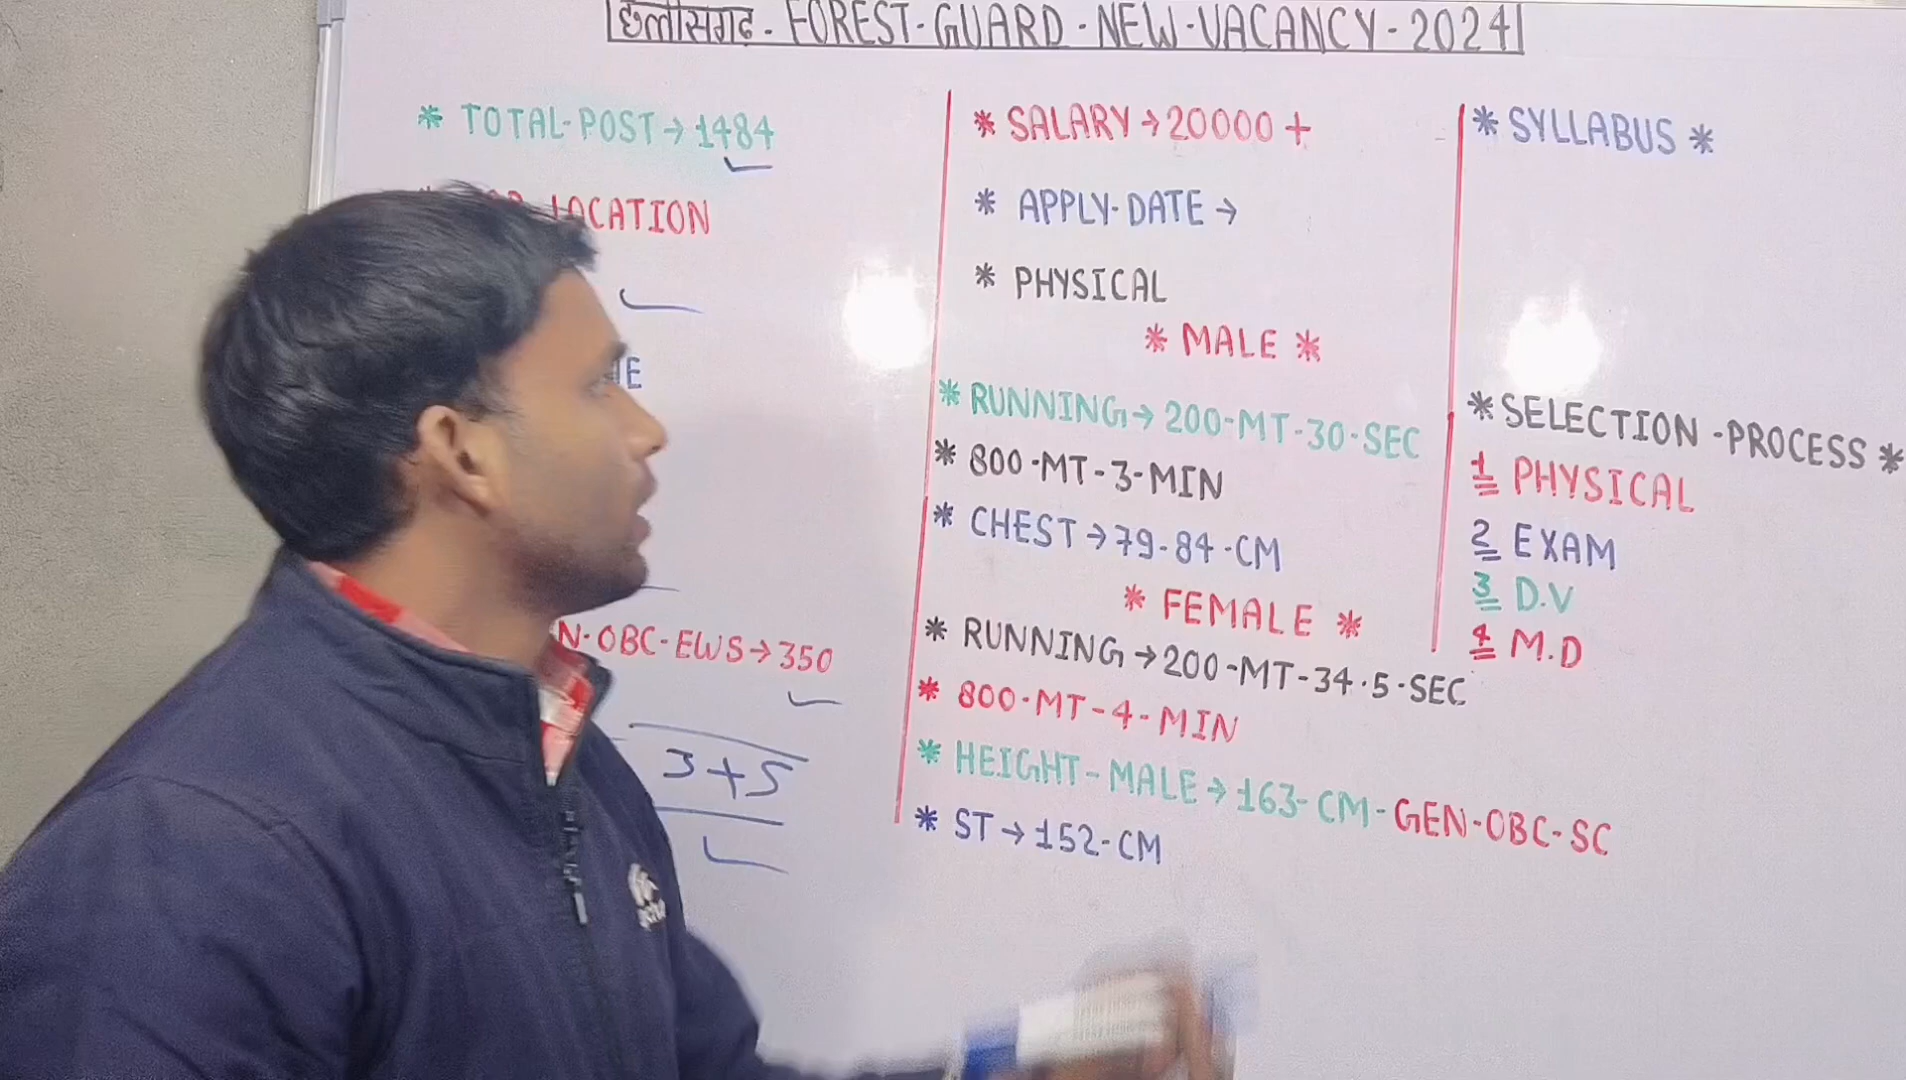 छत्तीसगढ़ - FOREST-GUARD-NEW-VACANCY-2024
* TOTAL-POST→1484
LOCATION
N-OBC-EWS→350
3+5
* SALARY→20000+
* APPLY-DATE→
* PHYSICAL
* MALE *
* RUNNING→200-MT-30-SEC
* 800-MT-3-MIN
* CHEST→79-84-CM
* FEMALE *
* RUNNING→200-MT-34.5-SEC
* 800-MT-4-MIN
* HEIGHT-MALE→163-CM-GEN-OBC-SC
* ST→152-CM
* SYLLABUS *
* SELECTION-PROCESS *
1 PHYSICAL
2 EXAM
3 D.V
4 M.D